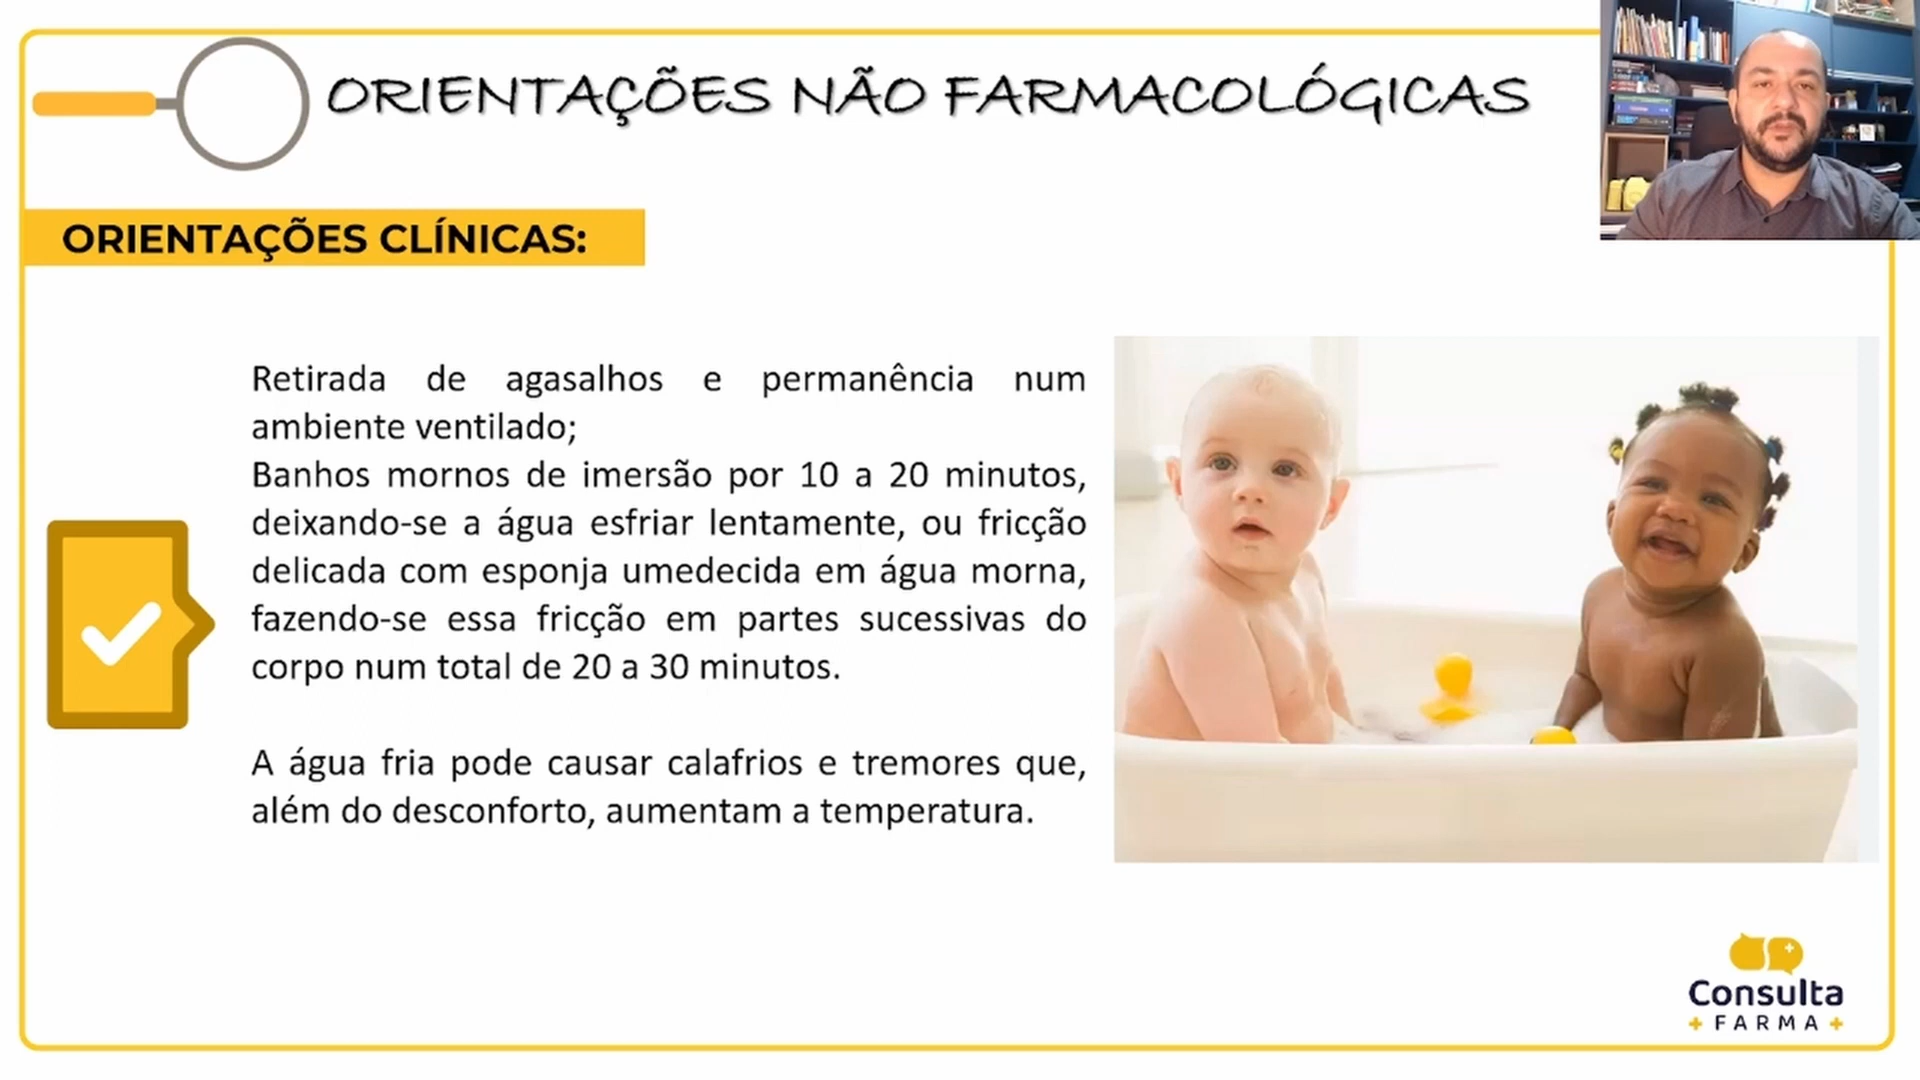 ORIENTAÇÕES NÃO FARMACOLÓGICAS
ORIENTAÇÕES CLÍNICAS:
Retirada de agasalhos e permanência num
ambiente ventilado;
Banhos mornos de imersão por 10 a 20 minutos,
deixando-se a água esfriar lentamente, ou fricção
delicada com esponja umedecida em água morna,
fazendo-se essa fricção em partes sucessivas do
corpo num total de 20 a 30 minutos.
A água fria pode causar calafrios e tremores que,
além do desconforto, aumentam a temperatura.
Consulta
FARMA